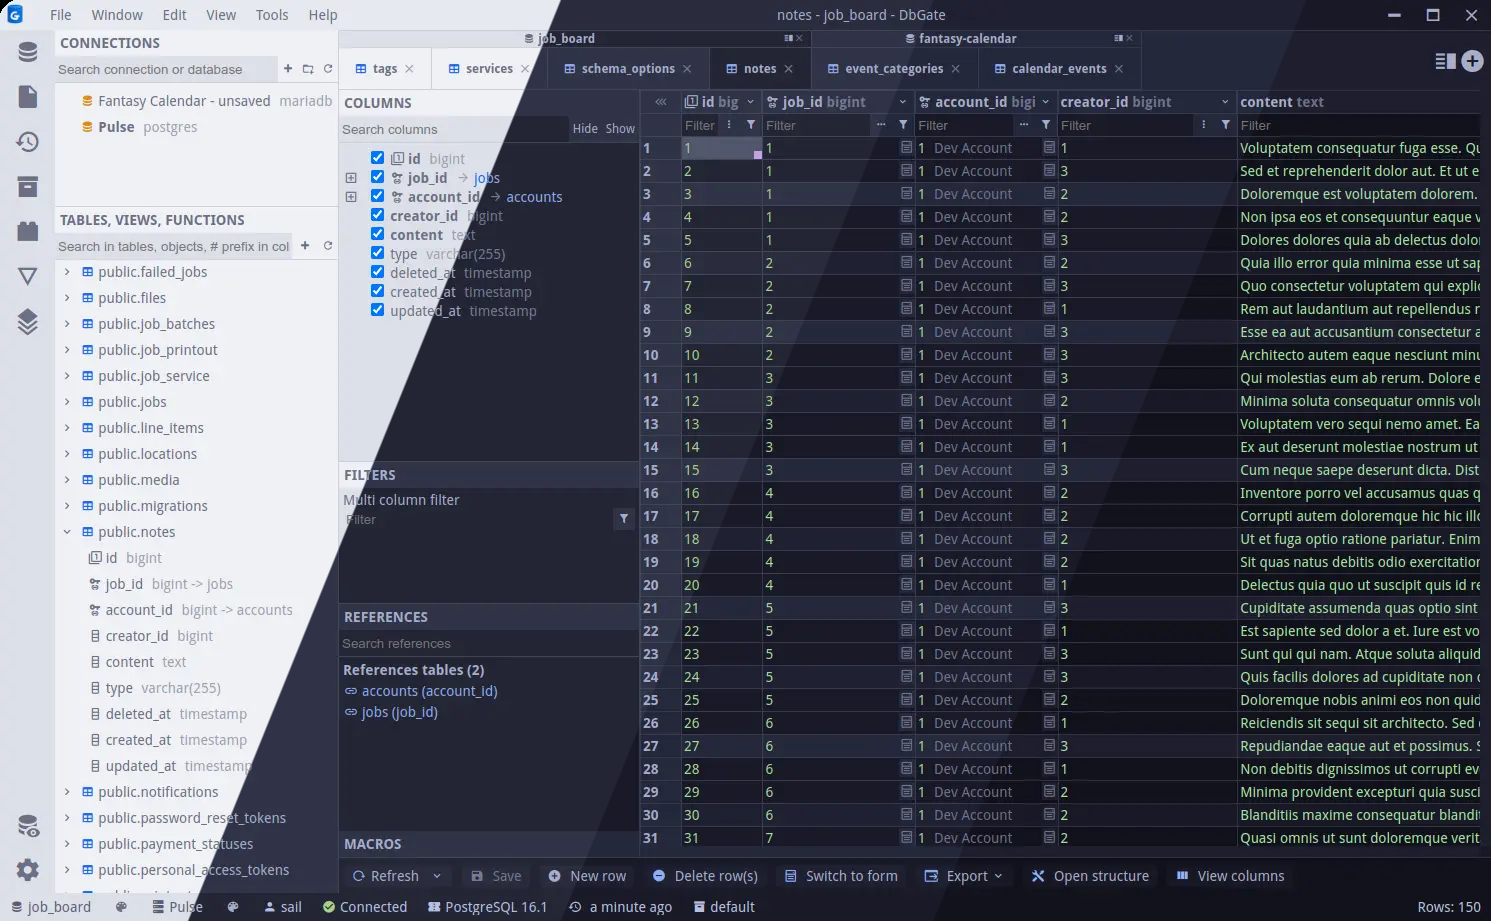 File Window Edit View Tools Help
notes - job_board - DbGate
CONNECTIONS
Search connection or database
Fantasy Calendar - unsaved mariadb
Pulse postgres
TABLES, VIEWS, FUNCTIONS
Search in tables, objects, # prefix in col
public.failed_jobs
public.files
public.job_batches
public.job_printout
public.job_service
public.jobs
public.line_items
public.locations
public.media
public.migrations
public.notes
id bigint
job_id bigint -> jobs
account_id bigint -> accounts
creator_id bigint
content text
type varchar(255)
deleted_at timestamp
created_at timestamp
updated_at timestamp
public.notifications
public.password_reset_tokens
public.payment_statuses
public.personal_access_tokens
job_board
fantasy-calendar
tags services schema_options notes event_categories calendar_events
COLUMNS
Search columns Hide Show
id bigint
job_id → jobs
account_id → accounts
creator_id bigint
content text
type varchar(255)
deleted_at timestamp
created_at timestamp
updated_at timestamp
FILTERS
Multi column filter
Filter
REFERENCES
Search references
References tables (2)
accounts (account_id)
jobs (job_id)
MACROS
id big job_id bigint account_id bigi creator_id bigint content text
Filter Filter Filter Filter Filter
1 1 1 1 Dev Account 1 Voluptatem consequatur fuga esse. Qu
2 2 1 1 Dev Account 3 Sed et reprehenderit dolor aut. Et ut e
3 3 1 1 Dev Account 2 Doloremque est voluptatem dolorem.
4 4 1 1 Dev Account 2 Non ipsa eos et consequuntur eaque v
5 5 1 1 Dev Account 3 Dolores dolores quia ab delectus dolo
6 6 2 1 Dev Account 2 Quia illo error quia minima esse ut sap
7 7 2 1 Dev Account 3 Quo consectetur voluptatem qui explic
8 8 2 1 Dev Account 1 Rem aut laudantium aut repellendus r
9 9 2 1 Dev Account 3 Esse ea aut accusantium consectetur a
10 10 2 1 Dev Account 3 Architecto autem eaque nesciunt minu
11 11 3 1 Dev Account 3 Qui molestias eum ab rerum. Dolore e
12 12 3 1 Dev Account 2 Minima soluta consequatur omnis volu
13 13 3 1 Dev Account 1 Voluptatem vero sequi nemo amet. Ea
14 14 3 1 Dev Account 1 Ex aut deserunt molestiae nostrum ut
15 15 3 1 Dev Account 3 Cum neque saepe deserunt dicta. Dist
16 16 4 1 Dev Account 2 Inventore porro vel accusamus quas q
17 17 4 1 Dev Account 2 Corrupti autem doloremque hic hic illo
18 18 4 1 Dev Account 2 Ut et fuga optio ratione pariatur. Enim
19 19 4 1 Dev Account 2 Sit quas natus debitis odio exercitation
20 20 4 1 Dev Account 1 Delectus quia quo ut suscipit quis id re
21 21 5 1 Dev Account 3 Cupiditate assumenda quas optio sint
22 22 5 1 Dev Account 1 Est sapiente sed dolor a et. Iure est vo
23 23 5 1 Dev Account 3 Sunt qui qui nam. Atque soluta aliquid
24 24 5 1 Dev Account 3 Quis facilis dolores ad cupiditate non c
25 25 5 1 Dev Account 2 Doloremque nobis animi eos non quid
26 26 6 1 Dev Account 1 Reiciendis sit sequi sit architecto. Sed
27 27 6 1 Dev Account 3 Repudiandae eaque aut et possimus. S
28 28 6 1 Dev Account 1 Non debitis dignissimos ut corrupti ev
29 29 6 1 Dev Account 2 Minima provident excepturi quia susci
30 30 6 1 Dev Account 2 Blanditiis maxime consequatur blandit
31 31 7 1 Dev Account 2 Quasi omnis ut sunt doloremque verit
Refresh Save New row Delete row(s) Switch to form Export Open structure View columns
job_board Pulse sail Connected PostgreSQL 16.1 a minute ago default Rows: 150